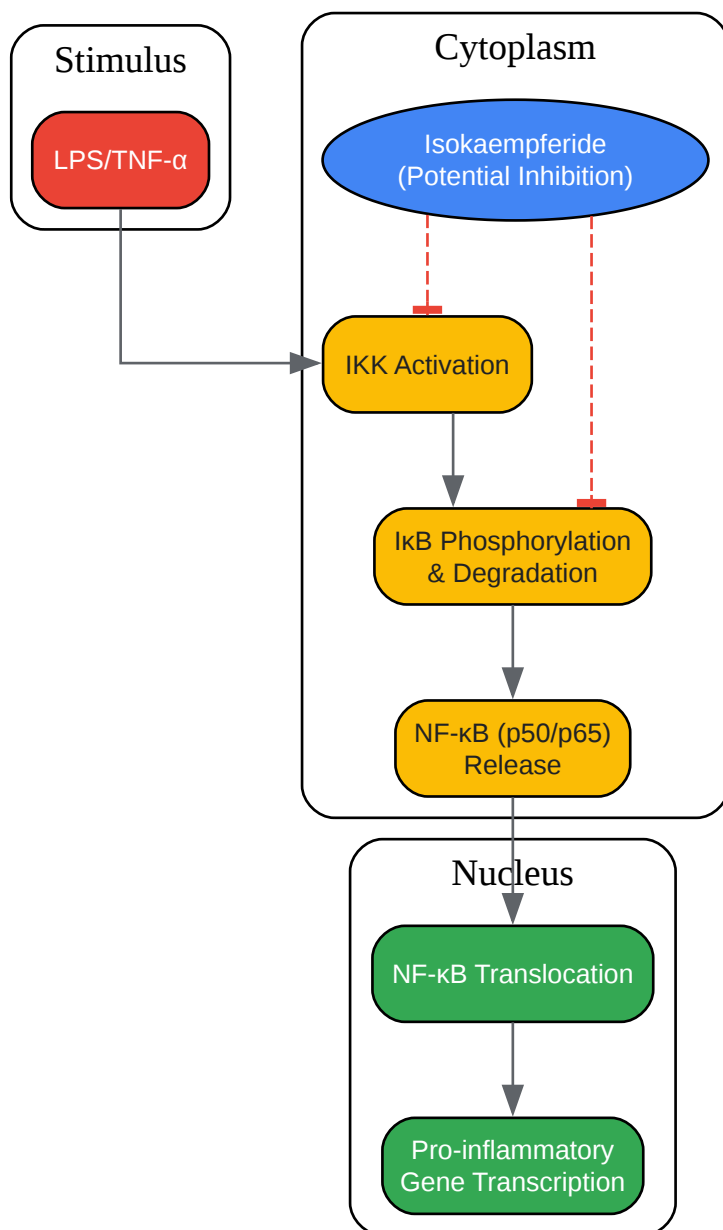 Stimulus
LPS/TNF-α
Cytoplasm
Isokaempferide
(Potential Inhibition)
IKK Activation
IκB Phosphorylation
& Degradation
NF-κB (p50/p65)
Release
Nucleus
NF-κB Translocation
Pro-inflammatory
Gene Transcription